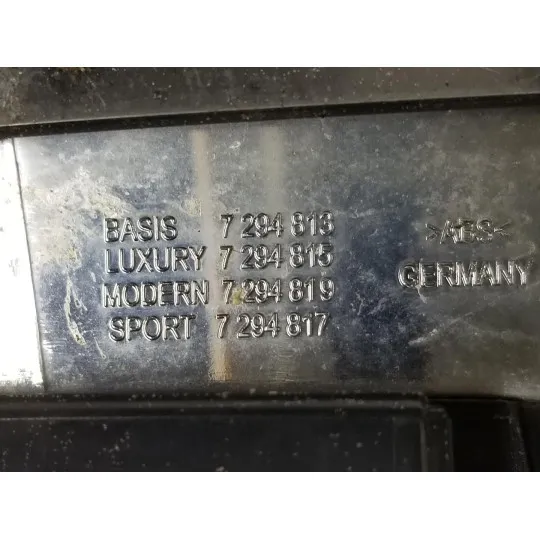 BASIS 7 294 813
LUXURY 7 294 815
MODERN 7 294 819
SPORT 7 294 817
>ABS<
GERMANY